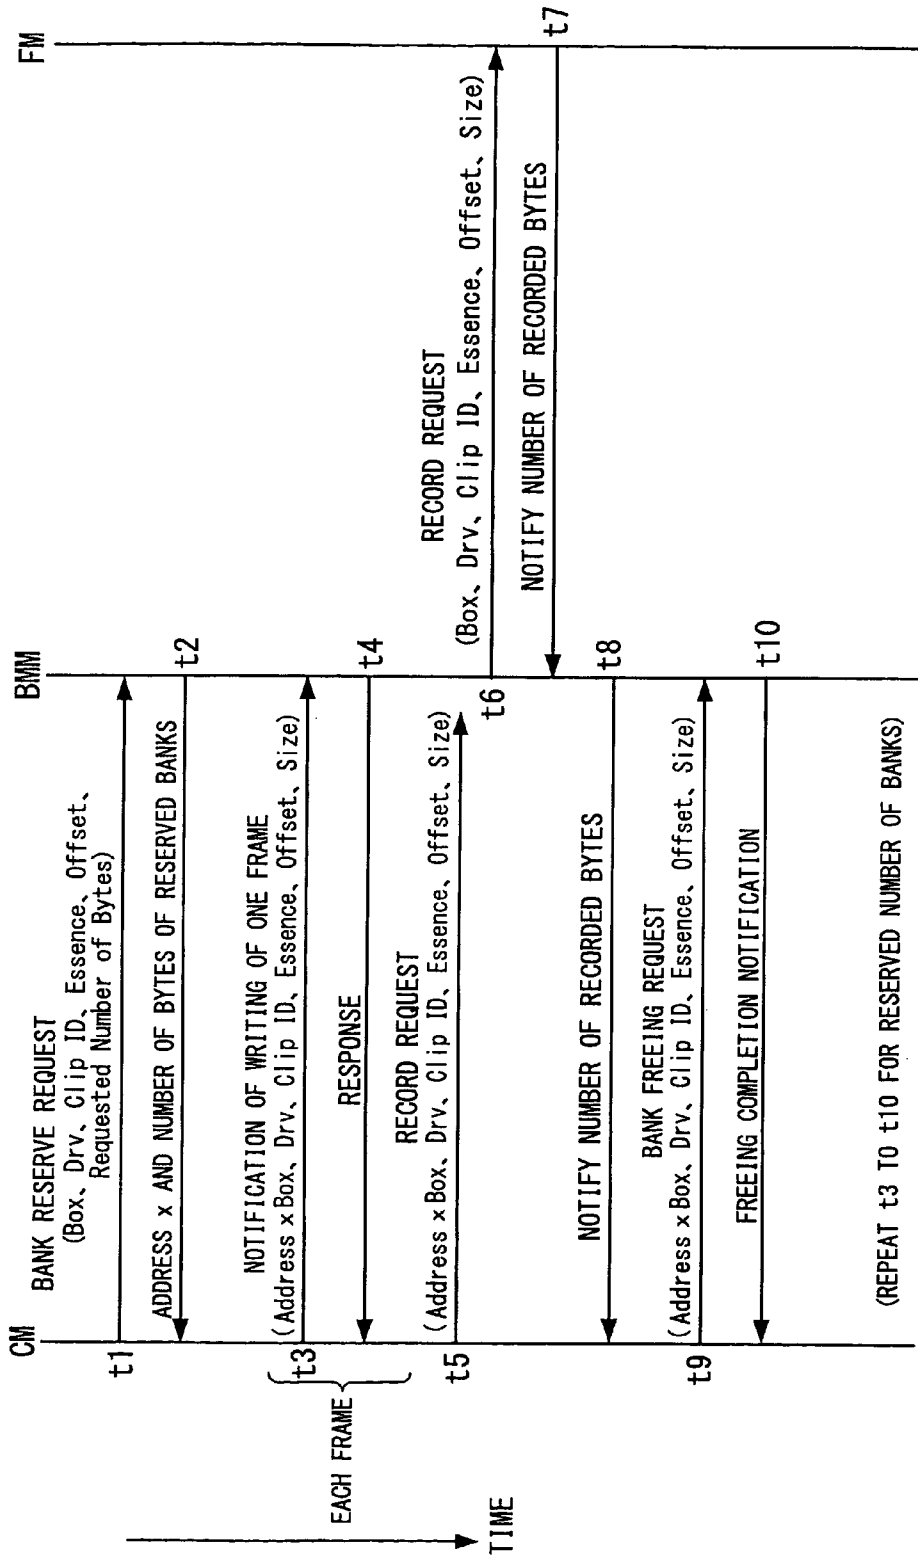 CM
BMM
FM
BANK RESERVE REQUEST
(Box、Drv、Clip ID、Essence、Offset、
Requested Number of Bytes)
t1
ADDRESS x AND NUMBER OF BYTES OF RESERVED BANKS
t2
NOTIFICATION OF WRITING OF ONE FRAME
(Address x Box、Drv、Clip ID、Essence、Offset、Size)
t3
EACH FRAME
RESPONSE
t4
RECORD REQUEST
(Address x Box、Drv、Clip ID、Essence、Offset、Size)
t5
RECORD REQUEST
(Box、Drv、Clip ID、Essence、Offset、Size)
t6
NOTIFY NUMBER OF RECORDED BYTES
t7
NOTIFY NUMBER OF RECORDED BYTES
t8
BANK FREEING REQUEST
(Address x Box、Drv、Clip ID、Essence、Offset、Size)
t9
FREEING COMPLETION NOTIFICATION
t10
(REPEAT t3 TO t10 FOR RESERVED NUMBER OF BANKS)
TIME